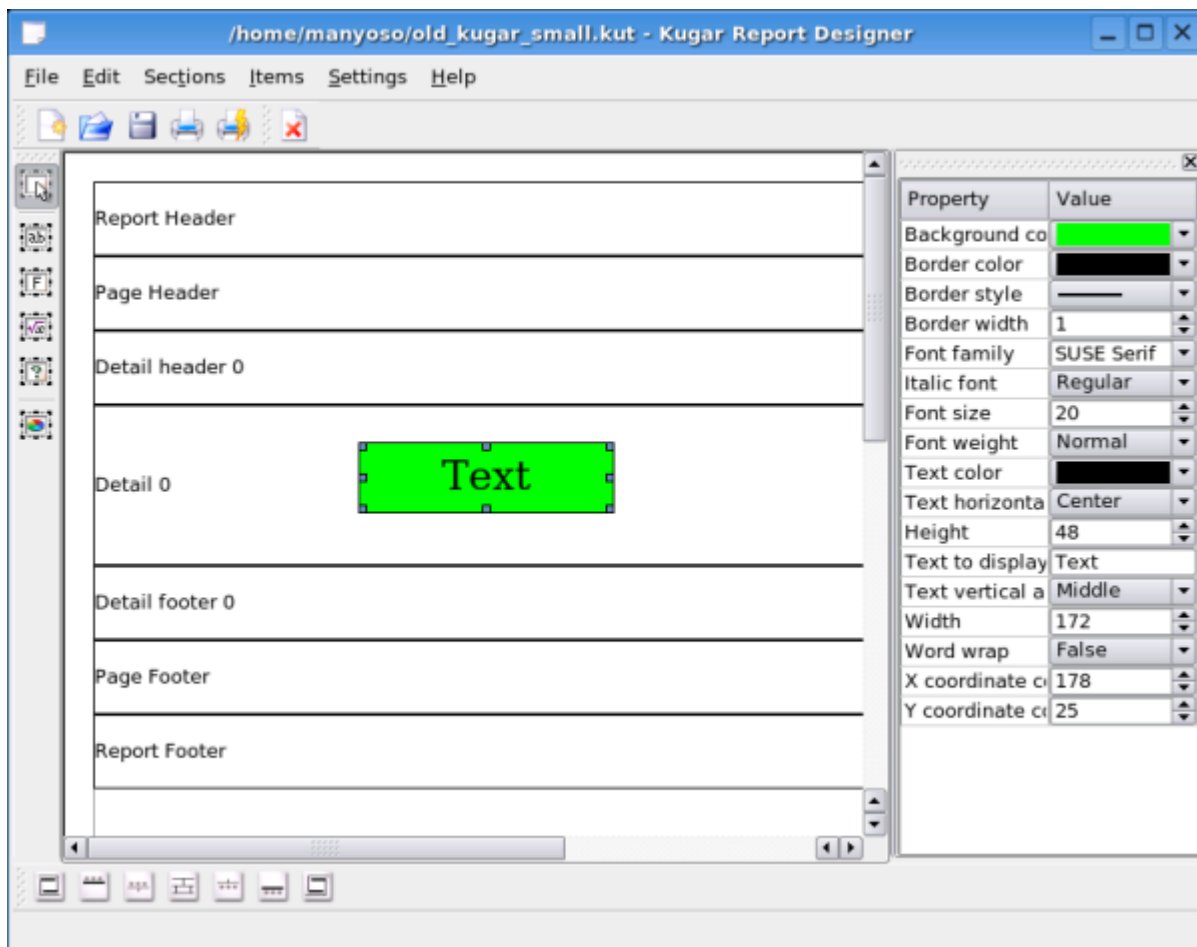 /home/manyoso/old_kugar_small.kut - Kugar Report Designer
File Edit Sections Items Settings Help
Report Header
Page Header
Detail header 0
Detail 0
Text
Detail footer 0
Page Footer
Report Footer
Property Value
Background co
Border color
Border style
Border width 1
Font family SUSE Serif
Italic font Regular
Font size 20
Font weight Normal
Text color
Text horizonta Center
Height 48
Text to display Text
Text vertical a Middle
Width 172
Word wrap False
X coordinate c 178
Y coordinate c 25